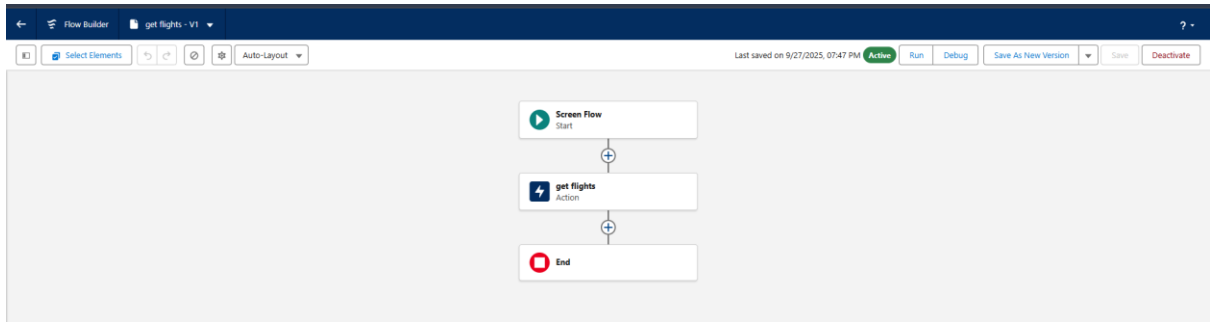 Flow Builder get flights - V1 ?
Select Elements Auto-Layout Last saved on 9/27/2025, 07:47 PM Active Run Debug Save As New Version Save Deactivate
Screen Flow
Start
get flights
Action
End